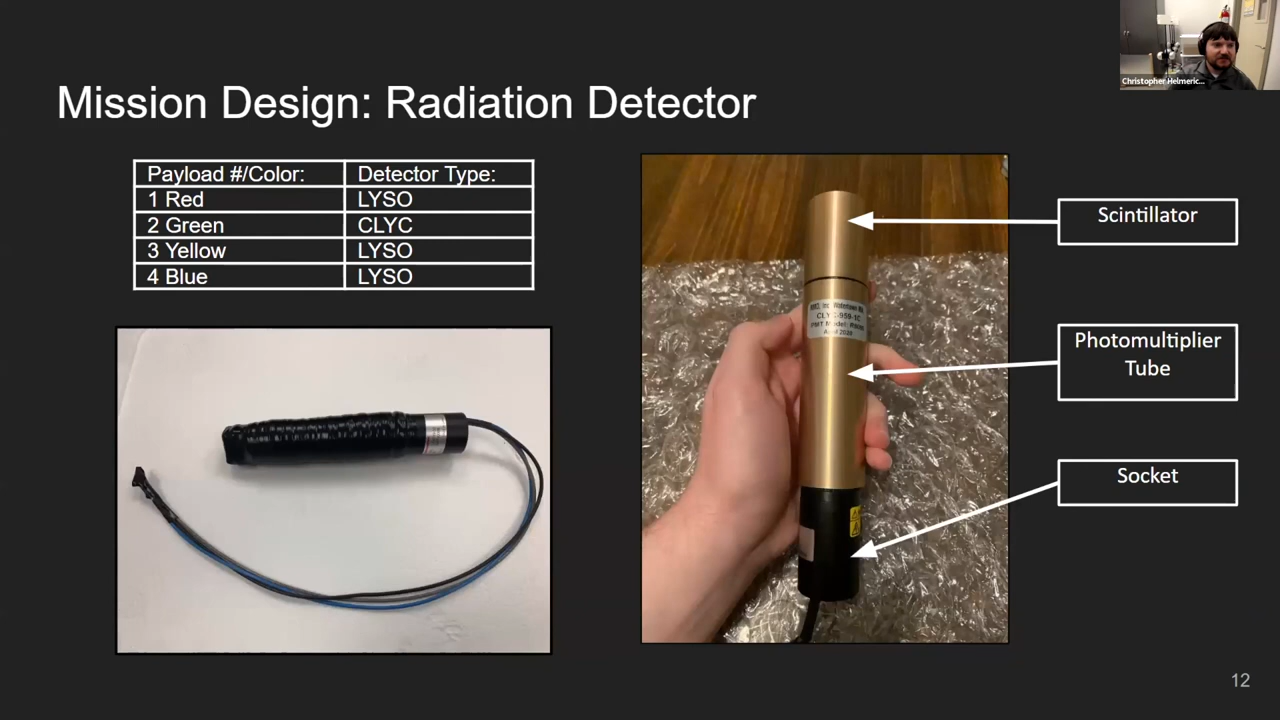 Christopher Helmeric...
Mission Design: Radiation Detector
Payload #/Color: Detector Type:
1 Red LYSO
2 Green CLYC
3 Yellow LYSO
4 Blue LYSO
Scintillator
Photomultiplier
Tube
Socket
12